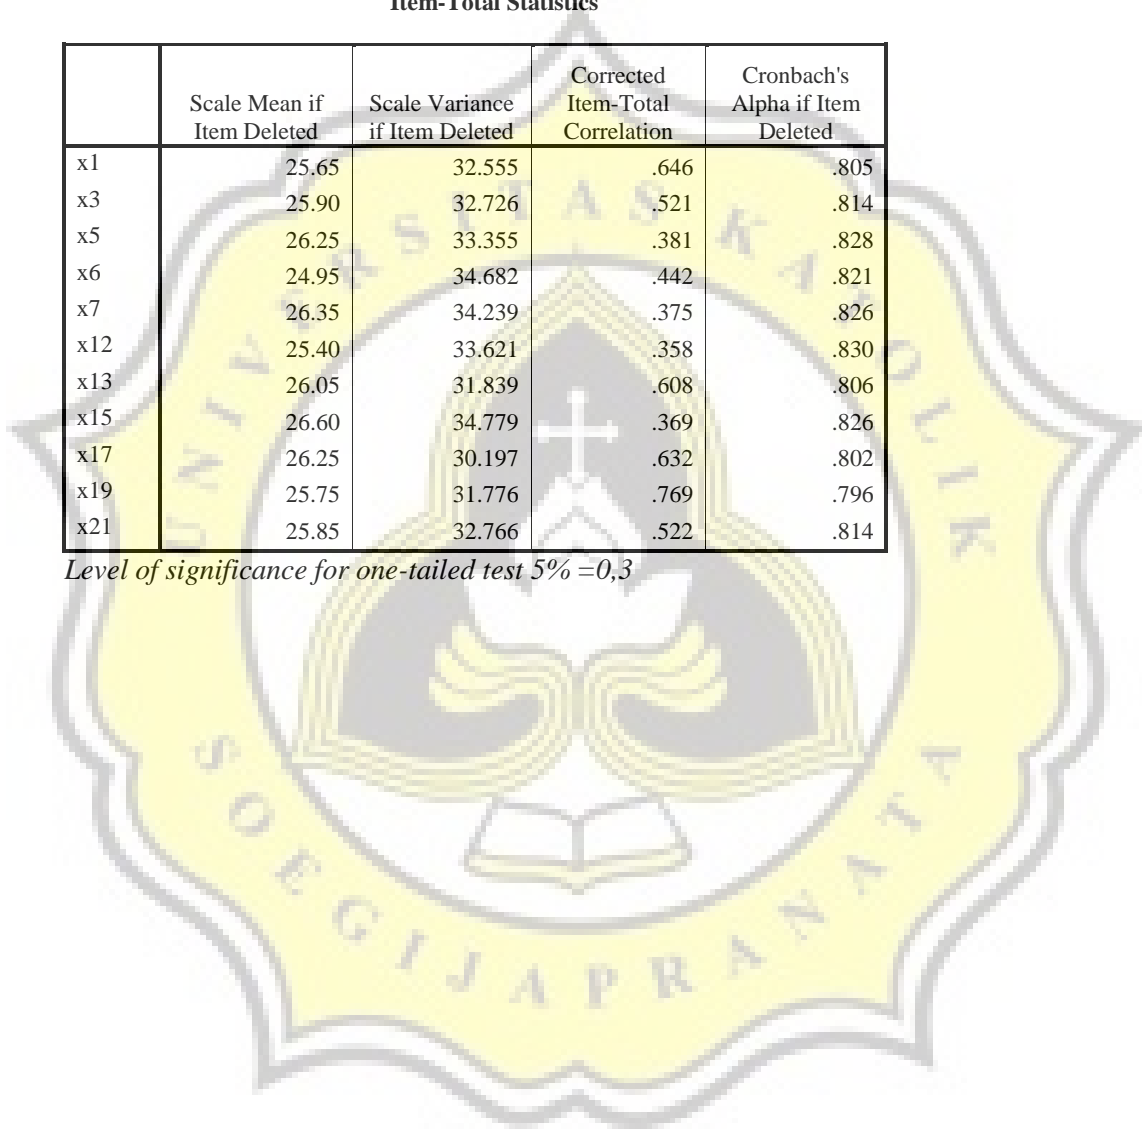 Item-Total Statistics
Scale Mean if Item Deleted Scale Variance if Item Deleted Corrected Item-Total Correlation Cronbach's Alpha if Item Deleted
x1 25.65 32.555 .646 .805
x3 25.90 32.726 .521 .814
x5 26.25 33.355 .381 .828
x6 24.95 34.682 .442 .821
x7 26.35 34.239 .375 .826
x12 25.40 33.621 .358 .830
x13 26.05 31.839 .608 .806
x15 26.60 34.779 .369 .826
x17 26.25 30.197 .632 .802
x19 25.75 31.776 .769 .796
x21 25.85 32.766 .522 .814
Level of significance for one-tailed test 5% =0,3
UNIVERSITAS KATOLIK
SOEGIJAPRANATA